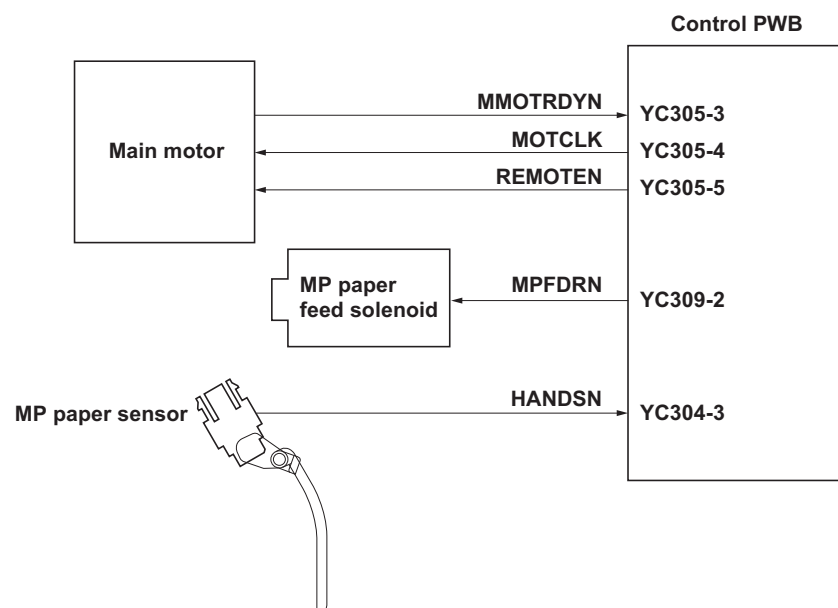 Control PWB
MMOTRDYN
YC305-3
Main motor
MOTCLK
YC305-4
REMOTEN
YC305-5
MP paper
feed solenoid
MPFDRN
YC309-2
MP paper sensor
HANDSN
YC304-3